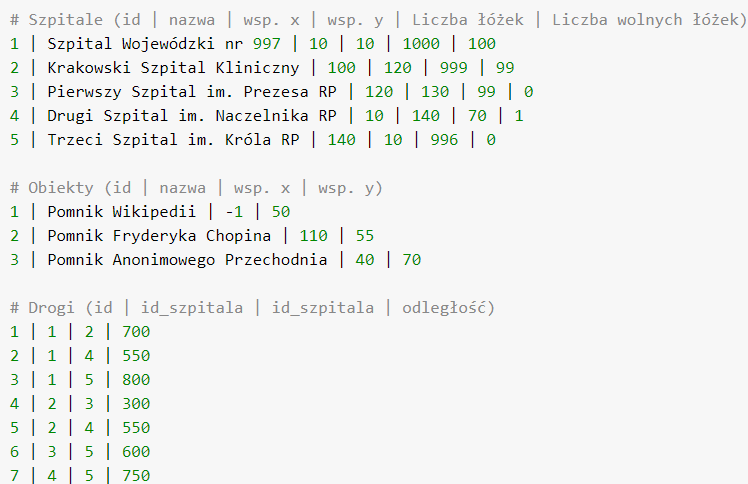 # Szpitale (id | nazwa | wsp. x | wsp. y | Liczba łóżek | Liczba wolnych łóżek)
1 | Szpital Wojewódzki nr 997 | 10 | 10 | 1000 | 100
2 | Krakowski Szpital Kliniczny | 100 | 120 | 999 | 99
3 | Pierwszy Szpital im. Prezesa RP | 120 | 130 | 99 | 0
4 | Drugi Szpital im. Naczelnika RP | 10 | 140 | 70 | 1
5 | Trzeci Szpital im. Króla RP | 140 | 10 | 996 | 0
# Obiekty (id | nazwa | wsp. x | wsp. y)
1 | Pomnik Wikipedii | -1 | 50
2 | Pomnik Fryderyka Chopina | 110 | 55
3 | Pomnik Anonimowego Przechodnia | 40 | 70
# Drogi (id | id_szpitala | id_szpitala | odległość)
1 | 1 | 2 | 700
2 | 1 | 4 | 550
3 | 1 | 5 | 800
4 | 2 | 3 | 300
5 | 2 | 4 | 550
6 | 3 | 5 | 600
7 | 4 | 5 | 750